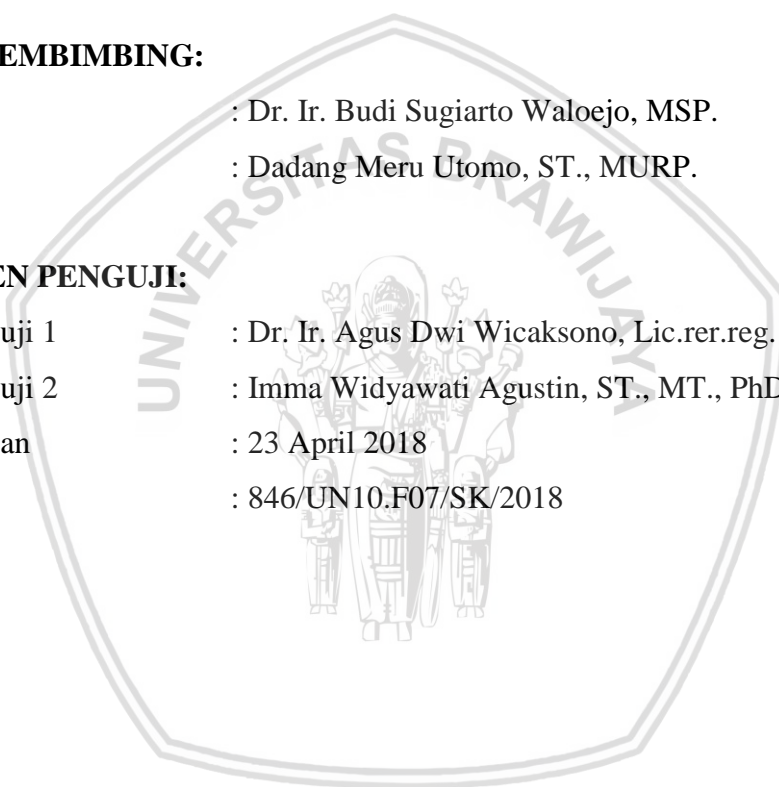 EMBIMBING:
: Dr. Ir. Budi Sugiarto Waloejo, MSP.
: Dadang Meru Utomo, ST., MURP.
EN PENGUJI:
uji 1 : Dr. Ir. Agus Dwi Wicaksono, Lic.rer.reg.
uji 2 : Imma Widyawati Agustin, ST., MT., PhD
an : 23 April 2018
: 846/UN10.F07/SK/2018
UNIVERSITAS BRAWIJAYA